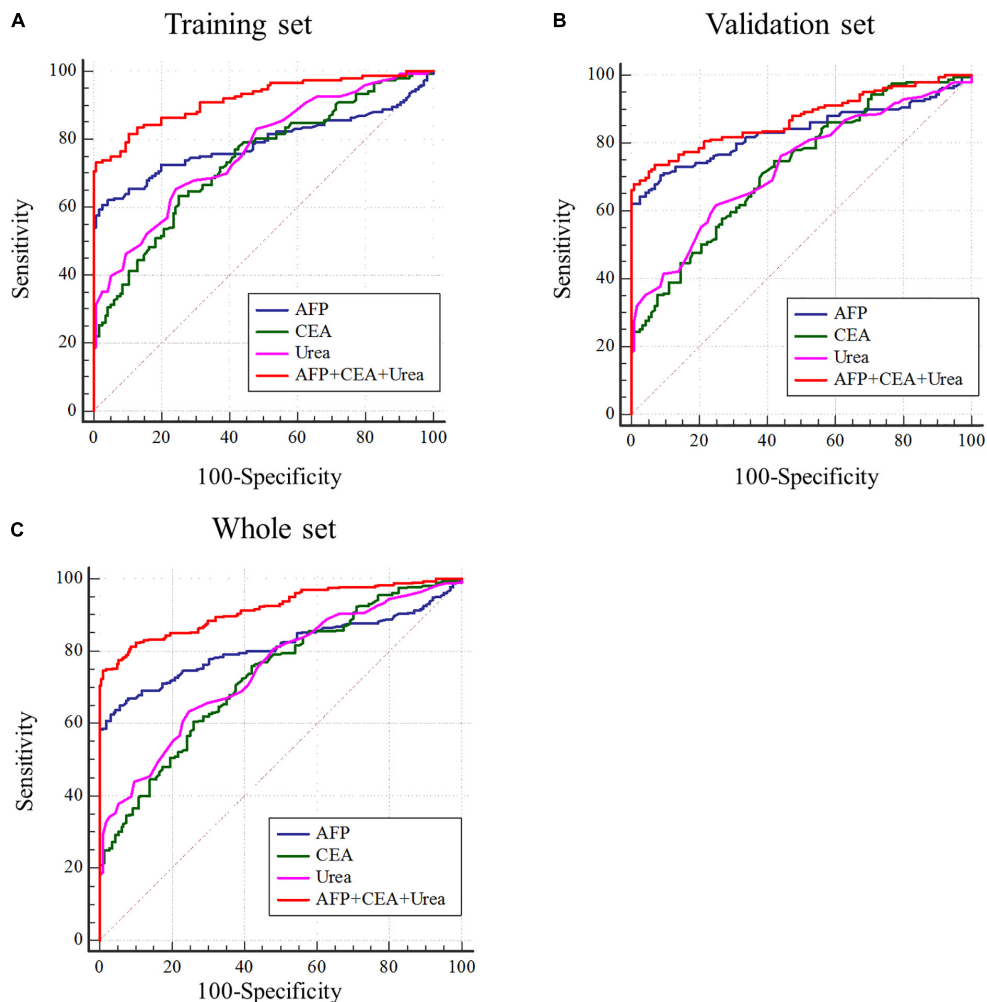 A
Training set
100
80
60
40
20
0
Sensitivity
AFP
CEA
Urea
AFP+CEA+Urea
0 20 40 60 80 100
100-Specificity
B
Validation set
100
80
60
40
20
0
Sensitivity
AFP
CEA
Urea
AFP+CEA+Urea
0 20 40 60 80 100
100-Specificity
C
Whole set
100
80
60
40
20
0
Sensitivity
AFP
CEA
Urea
AFP+CEA+Urea
0 20 40 60 80 100
100-Specificity